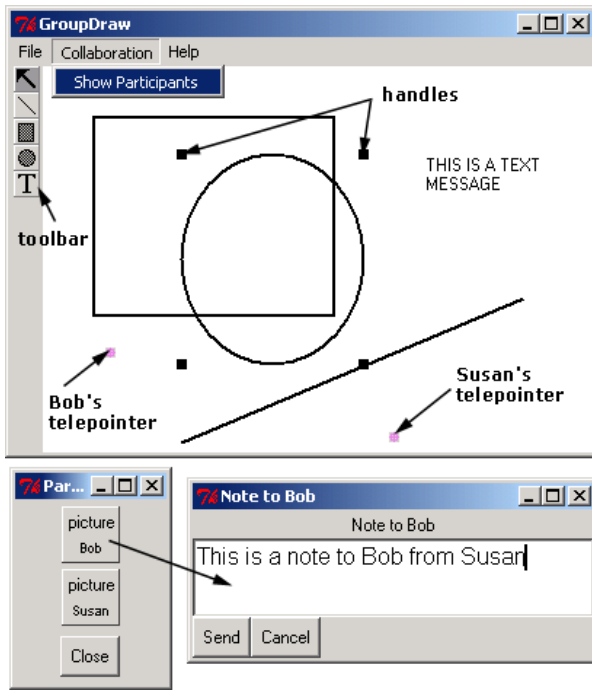 GroupDraw
File Collaboration Help
Show Participants
handles
THIS IS A TEXT
MESSAGE
T
toolbar
Bob's
telepointer
Susan's
telepointer
Par...
picture
Bob
picture
Susan
Close
Note to Bob
Note to Bob
This is a note to Bob from Susan
Send Cancel